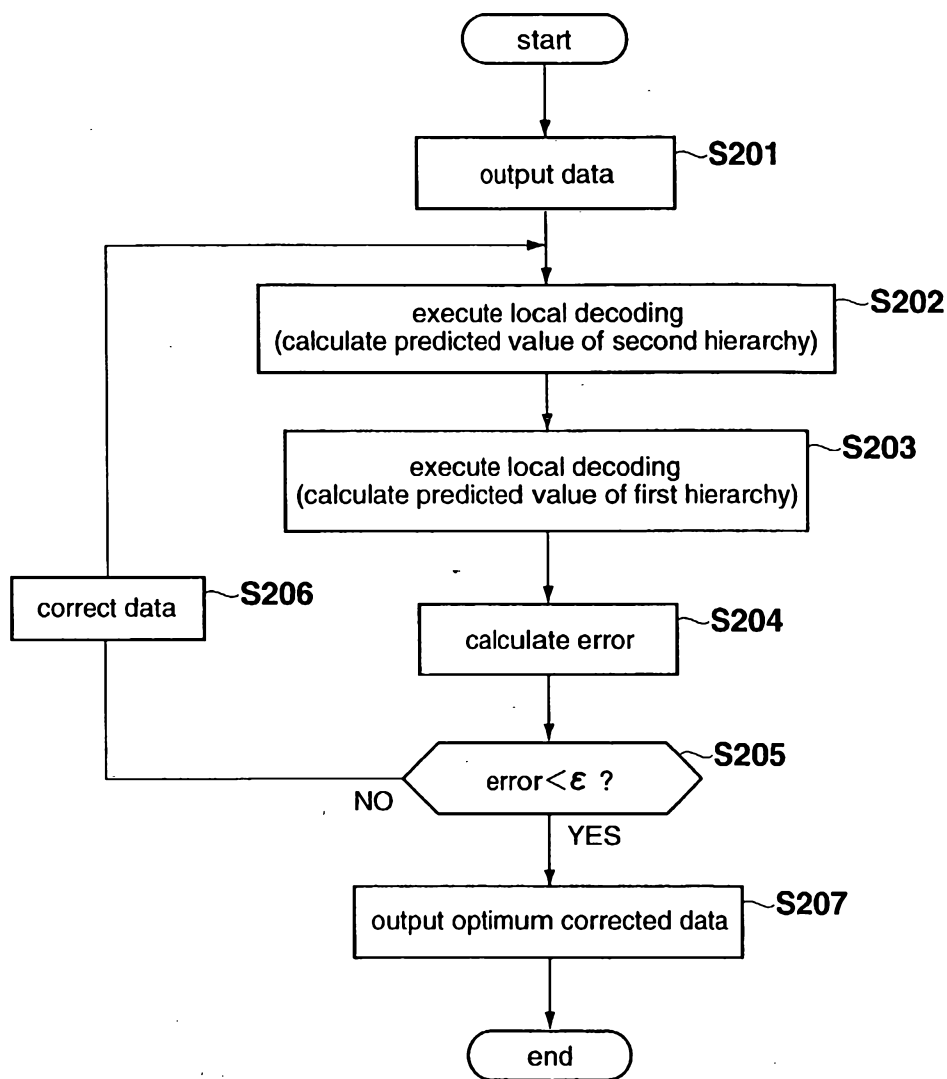 start
output data
S201
execute local decoding
(calculate predicted value of second hierarchy)
S202
execute local decoding
(calculate predicted value of first hierarchy)
S203
correct data
S206
calculate error
S204
error<ε ?
S205
NO
YES
output optimum corrected data
S207
end